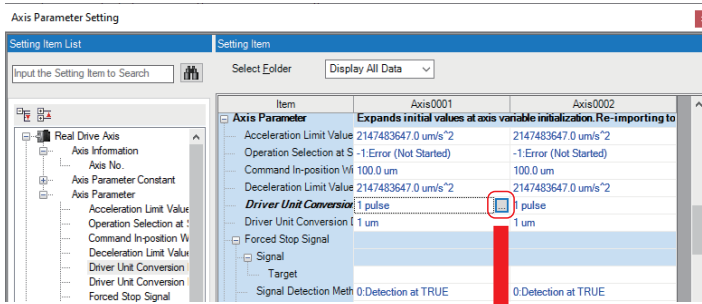 Axis Parameter Setting
Setting Item List
Setting Item
Input the Setting Item to Search
Select Folder
Display All Data
Item Axis0001 Axis0002
Axis Parameter Expands initial values at axis variable initialization.Re-importing to
Acceleration Limit Value 2147483647.0 um/s^2 2147483647.0 um/s^2
Operation Selection at S -1:Error (Not Started) -1:Error (Not Started)
Command In-position Wi 100.0 um 100.0 um
Deceleration Limit Value 2147483647.0 um/s^2 2147483647.0 um/s^2
Driver Unit Conversion 1 pulse ... 1 pulse
Driver Unit Conversion 1 um 1 um
Forced Stop Signal
Signal
Target
Signal Detection Meth 0:Detection at TRUE 0:Detection at TRUE
Real Drive Axis
Axis Information
Axis No.
Axis Parameter Constant
Axis Parameter
Acceleration Limit Value
Operation Selection at
Command In-position W
Deceleration Limit Value
Driver Unit Conversion
Driver Unit Conversion
Forced Stop Signal